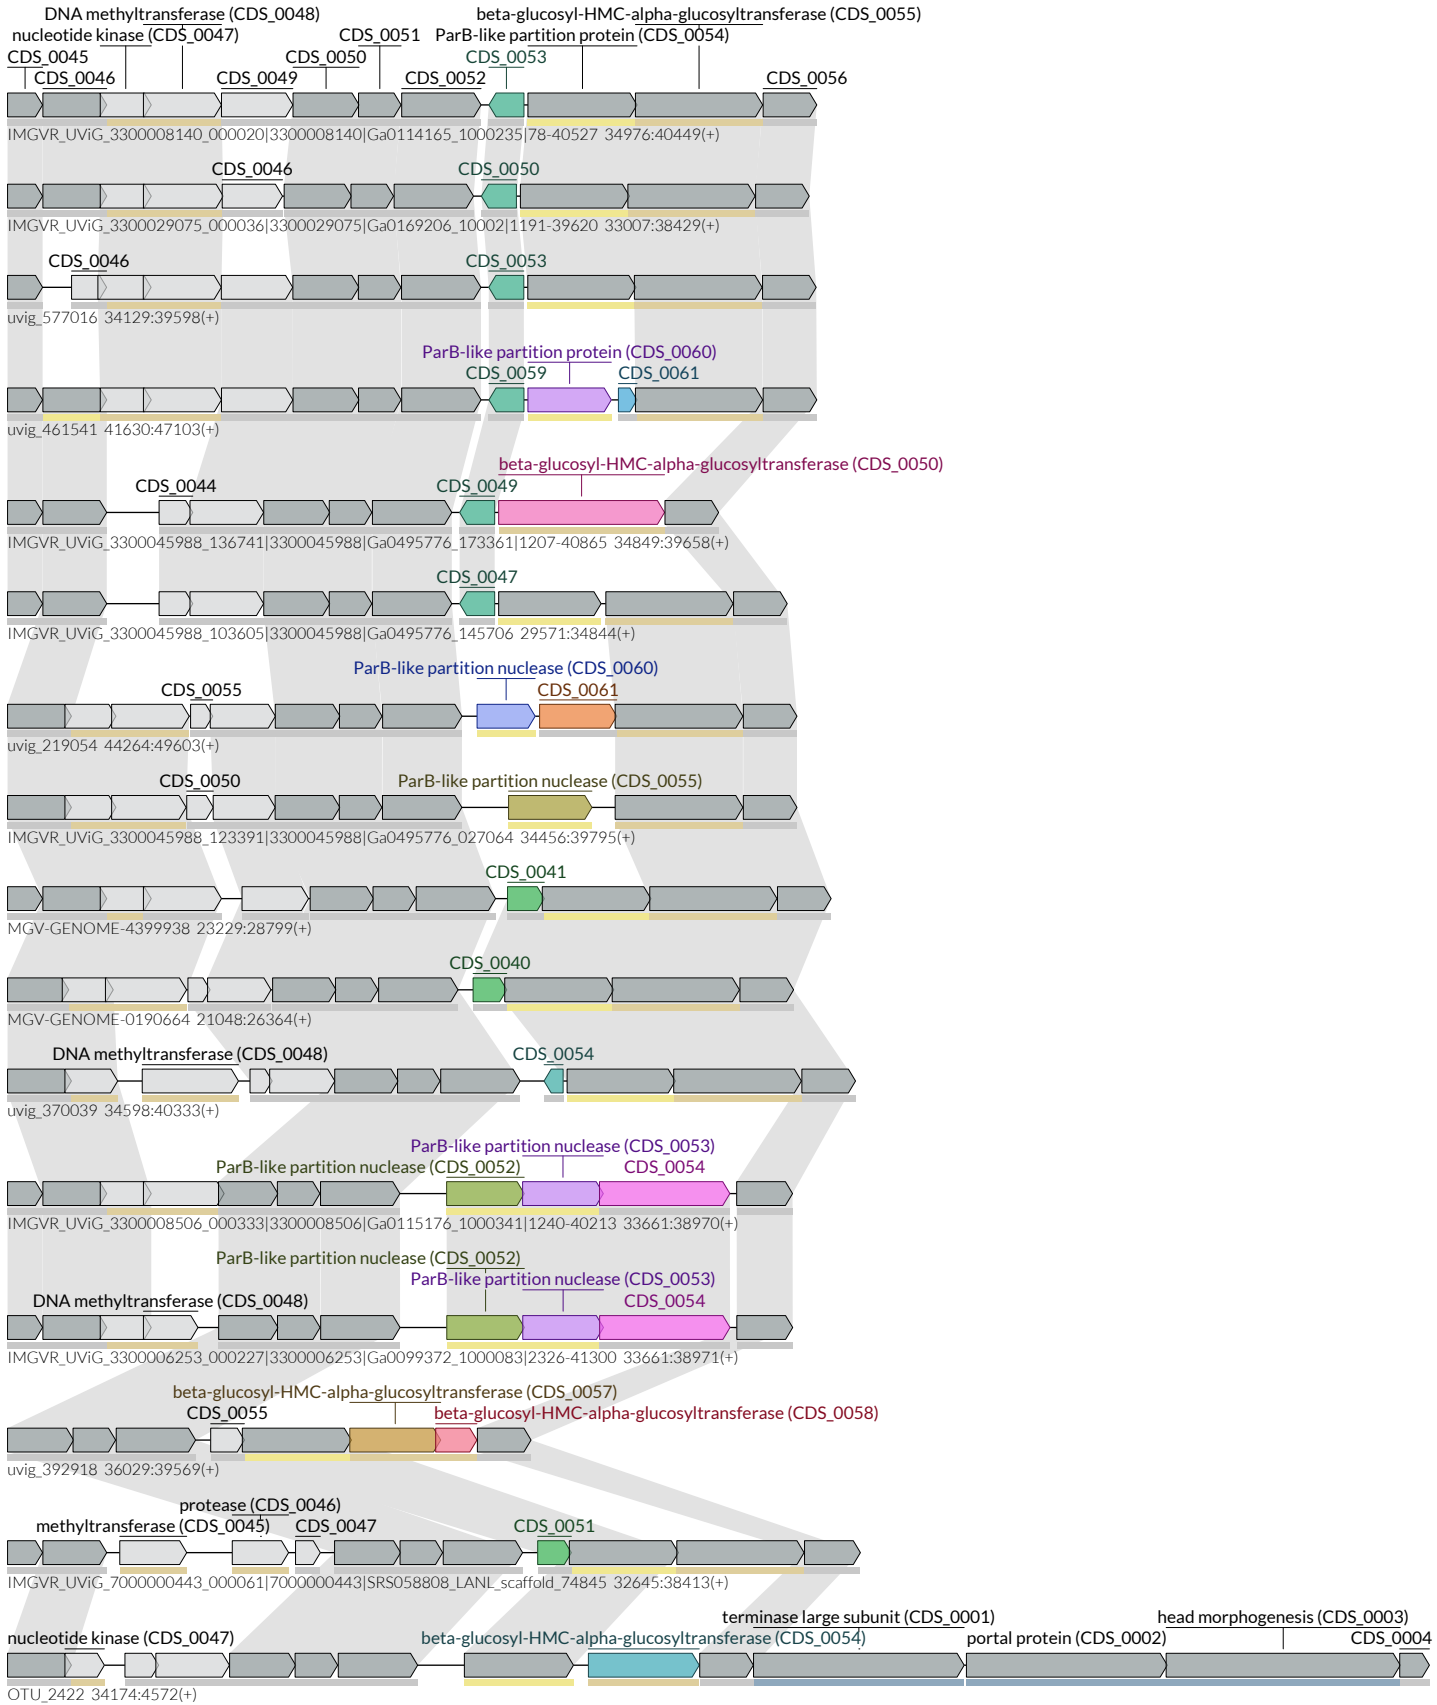 DNA methyltransferase (CDS_0048) beta-glucosyl-HMC-alpha-glucosyltransferase (CDS_0055)
nucleotide kinase (CDS_0047) CDS_0051 ParB-like partition protein (CDS_0054)
CDS_0045 CDS_0050 CDS_0053
CDS_0046 CDS_0049 CDS_0052 CDS_0056
IMGVR_UViG_3300008140_000020|3300008140|Ga0114165_1000235|78-40527 34976:40449(+)
CDS_0046 CDS_0050
IMGVR_UViG_3300029075_000036|3300029075|Ga0169206_10002|1191-39620 33007:38429(+)
CDS_0046 CDS_0053
uvig_577016 34129:39598(+)
ParB-like partition protein (CDS_0060)
CDS_0059 CDS_0061
uvig_461541 41630:47103(+)
beta-glucosyl-HMC-alpha-glucosyltransferase (CDS_0050)
CDS_0044 CDS_0049
IMGVR_UViG_3300045988_136741|3300045988|Ga0495776_173361|1207-40865 34849:39658(+)
CDS_0047
IMGVR_UViG_3300045988_103605|3300045988|Ga0495776_145706 29571:34844(+)
ParB-like partition nuclease (CDS_0060)
CDS_0055 CDS_0061
uvig_219054 44264:49603(+)
CDS_0050 ParB-like partition nuclease (CDS_0055)
IMGVR_UViG_3300045988_123391|3300045988|Ga0495776_027064 34456:39795(+)
CDS_0041
MGV-GENOME-4399938 23229:28799(+)
CDS_0040
MGV-GENOME-0190664 21048:26364(+)
DNA methyltransferase (CDS_0048) CDS_0054
uvig_370039 34598:40333(+)
ParB-like partition nuclease (CDS_0053)
ParB-like partition nuclease (CDS_0052) CDS_0054
IMGVR_UViG_3300008506_000333|3300008506|Ga0115176_1000341|1240-40213 33661:38970(+)
ParB-like partition nuclease (CDS_0052)
ParB-like partition nuclease (CDS_0053)
DNA methyltransferase (CDS_0048) CDS_0054
IMGVR_UViG_3300006253_000227|3300006253|Ga0099372_1000083|2326-41300 33661:38971(+)
beta-glucosyl-HMC-alpha-glucosyltransferase (CDS_0057)
CDS_0055 beta-glucosyl-HMC-alpha-glucosyltransferase (CDS_0058)
uvig_392918 36029:39569(+)
protease (CDS_0046)
methyltransferase (CDS_0045) CDS_0047 CDS_0051
IMGVR_UViG_7000000443_000061|7000000443|SRS058808_LANL_scaffold_74845 32645:38413(+)
terminase large subunit (CDS_0001) head morphogenesis (CDS_0003)
nucleotide kinase (CDS_0047) beta-glucosyl-HMC-alpha-glucosyltransferase (CDS_0054) portal protein (CDS_0002) CDS_0004
OTU_2422 34174:4572(+)